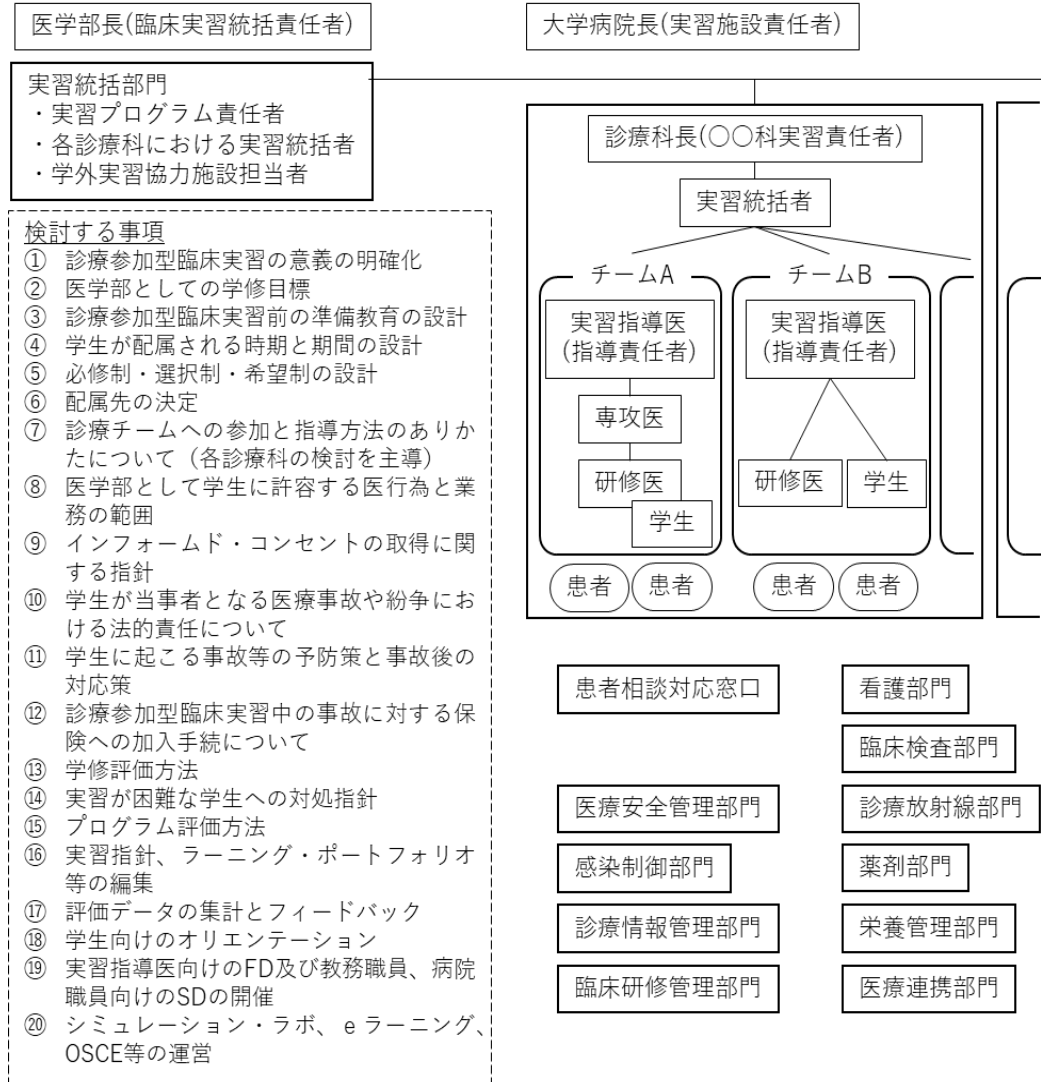 医学部長(臨床実習統括責任者)
大学病院長(実習施設責任者)
実習統括部門
・実習プログラム責任者
・各診療科における実習統括者
・学外実習協力施設担当者
検討する事項
① 診療参加型臨床実習の意義の明確化
② 医学部としての学修目標
③ 診療参加型臨床実習前の準備教育の設計
④ 学生が配属される時期と期間の設計
⑤ 必修制・選択制・希望制の設計
⑥ 配属先の決定
⑦ 診療チームへの参加と指導方法のありか
たについて（各診療科の検討を主導）
⑧ 医学部として学生に許容する医行為と業
務の範囲
⑨ インフォームド・コンセントの取得に関
する指針
⑩ 学生が当事者となる医療事故や紛争にお
ける法的責任について
⑪ 学生に起こる事故等の予防策と事故後の
対応策
⑫ 診療参加型臨床実習中の事故に対する保
険への加入手続について
⑬ 学修評価方法
⑭ 実習が困難な学生への対処指針
⑮ プログラム評価方法
⑯ 実習指針、ラーニング・ポートフォリオ
等の編集
⑰ 評価データの集計とフィードバック
⑱ 学生向けのオリエンテーション
⑲ 実習指導医向けのFD及び教務職員、病院
職員向けのSDの開催
⑳ シミュレーション・ラボ、ｅラーニング、
OSCE等の運営
診療科長(〇〇科実習責任者)
実習統括者
チームA
実習指導医
(指導責任者)
専攻医
研修医
学生
患者
患者
チームB
実習指導医
(指導責任者)
研修医
学生
患者
患者
患者相談対応窓口
看護部門
臨床検査部門
医療安全管理部門
診療放射線部門
感染制御部門
薬剤部門
診療情報管理部門
栄養管理部門
臨床研修管理部門
医療連携部門